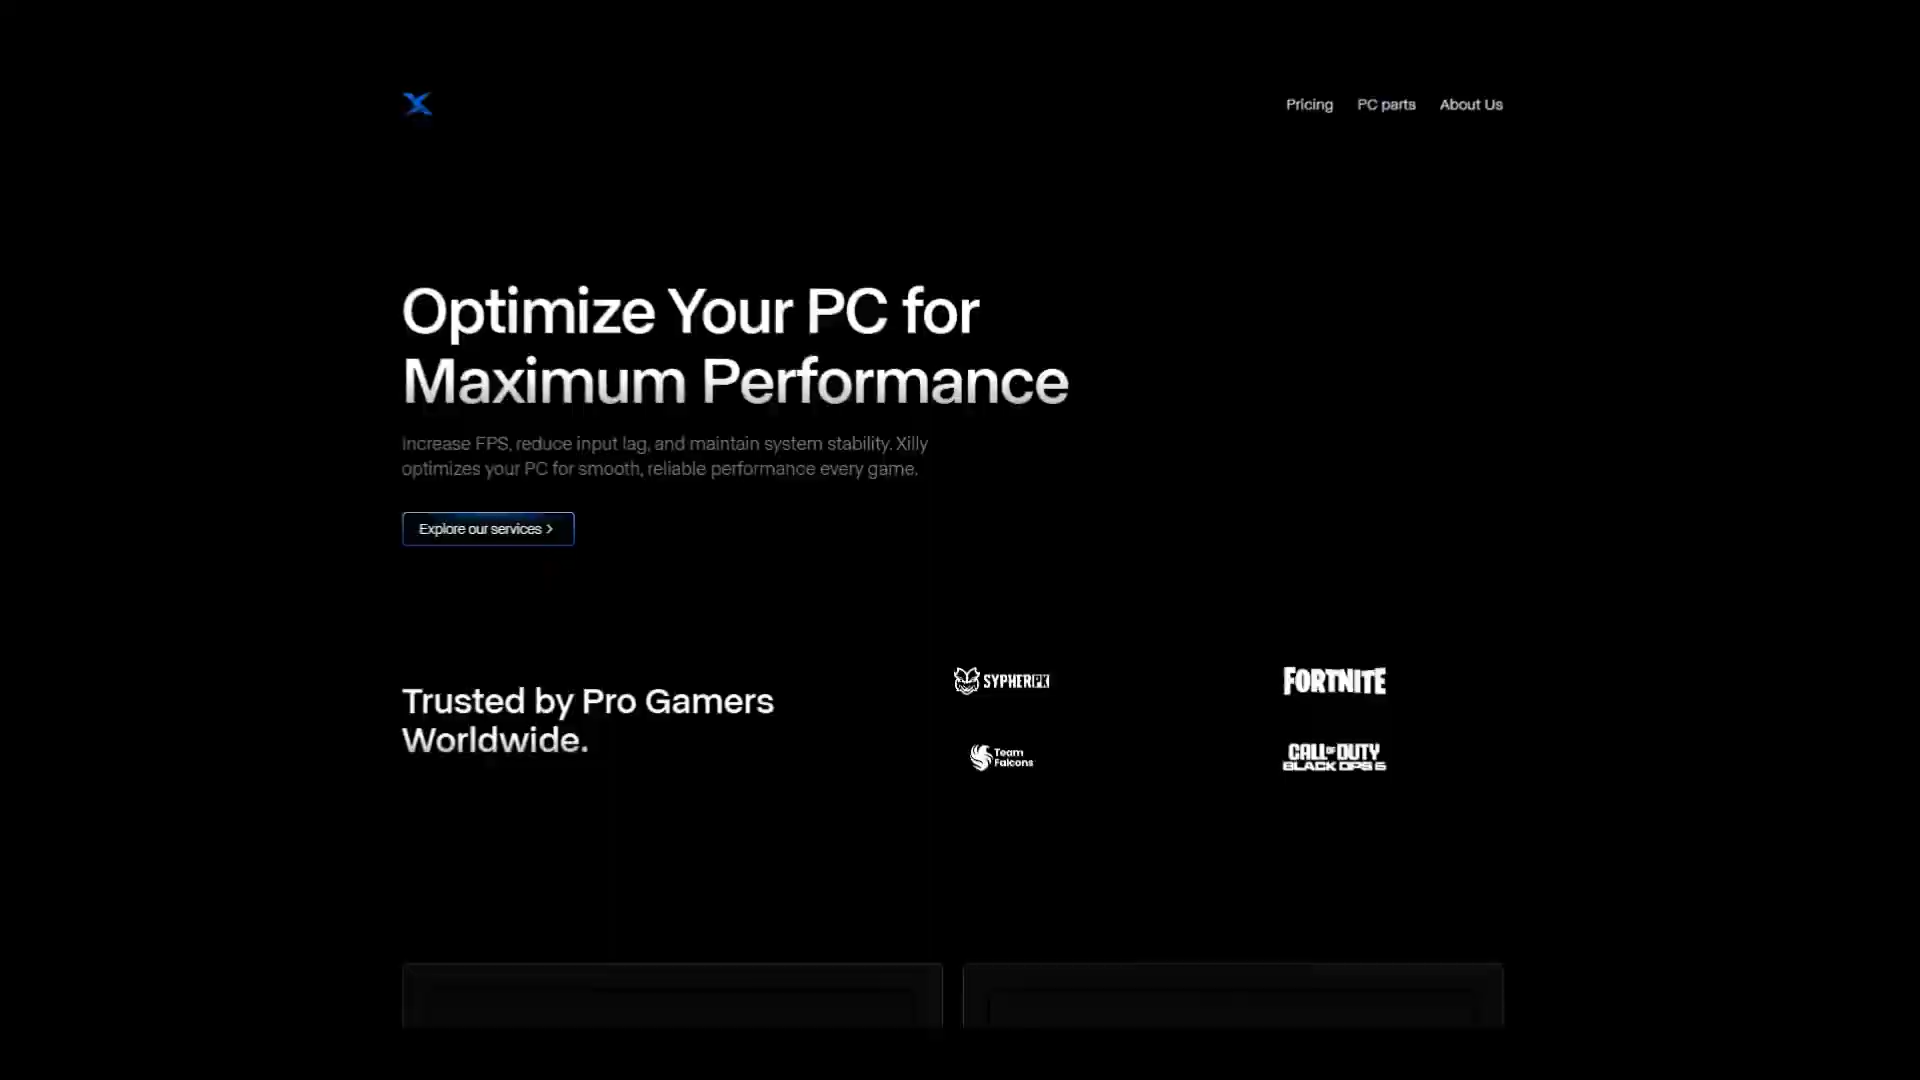 Pricing PC parts About Us
Optimize Your PC for
Maximum Performance
Increase FPS, reduce input lag, and maintain system stability. Xilly
optimizes your PC for smooth, reliable performance every game.
Explore our services >
Trusted by Pro Gamers
Worldwide.
SYPHERPK
FORTNITE
Team
Falcons
CALL OF DUTY
BLACK OPS 6